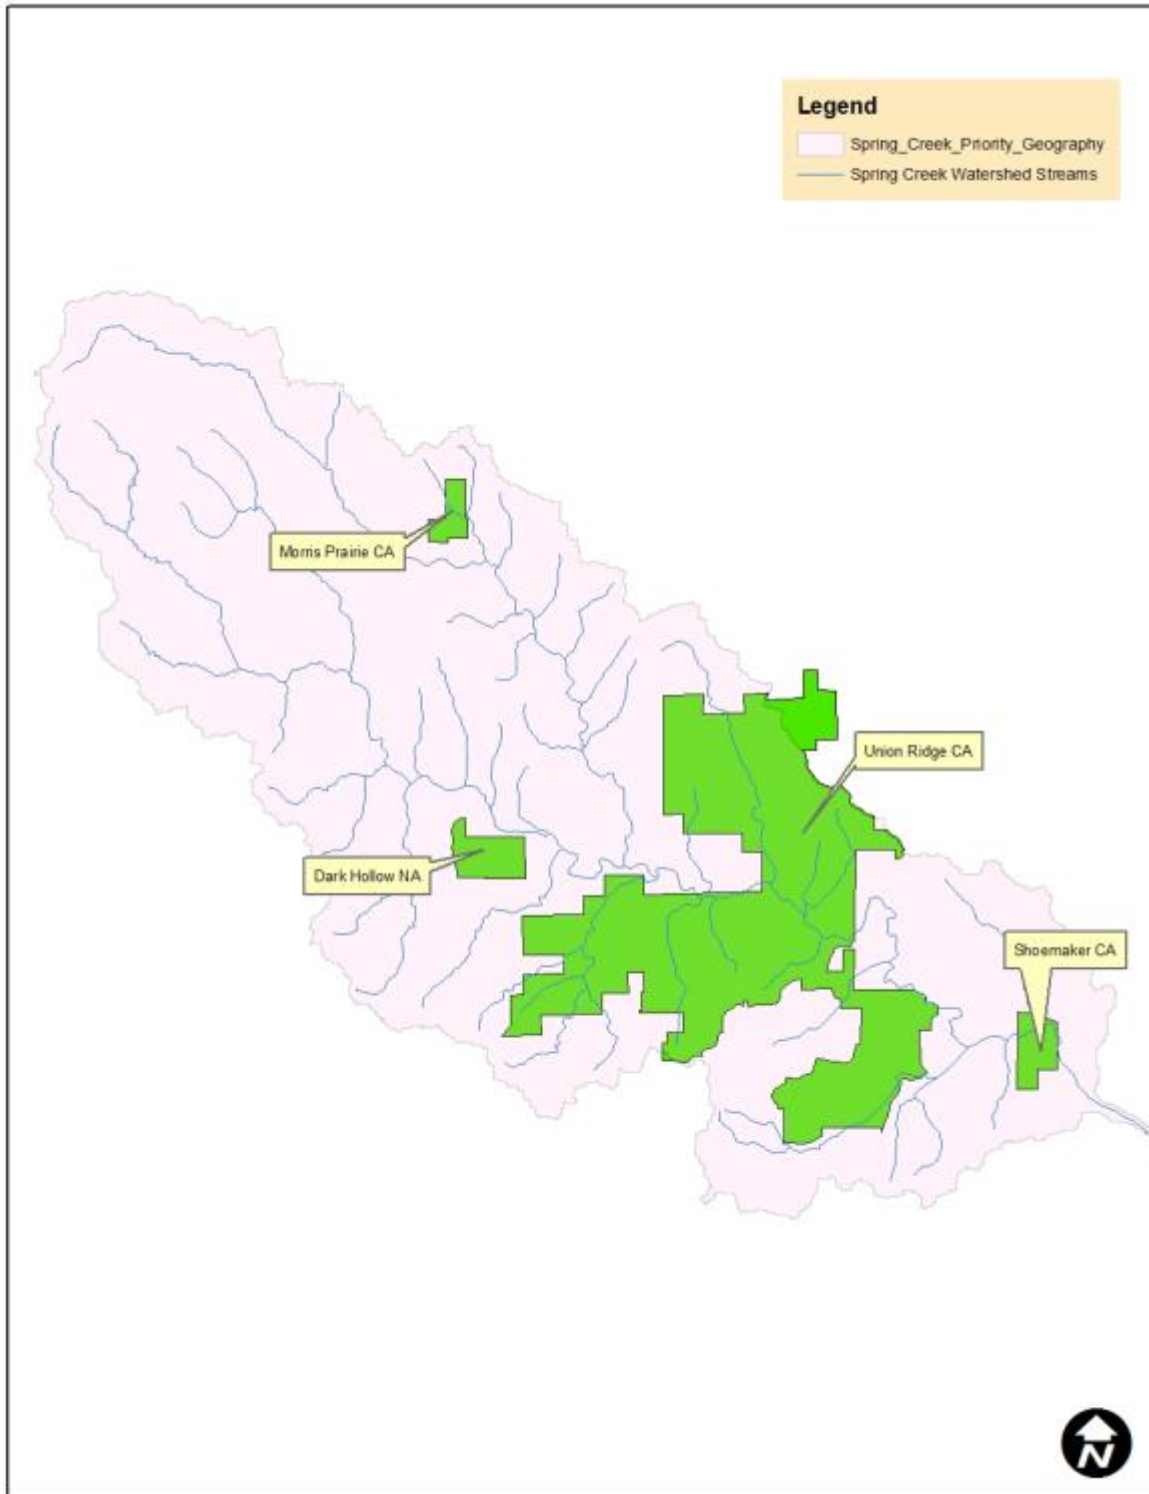 Legend
Spring_Creek_Priority_Geography
Spring Creek Watershed Streams
Morris Prairie CA
Union Ridge CA
Dark Hollow NA
Shoemaker CA
N